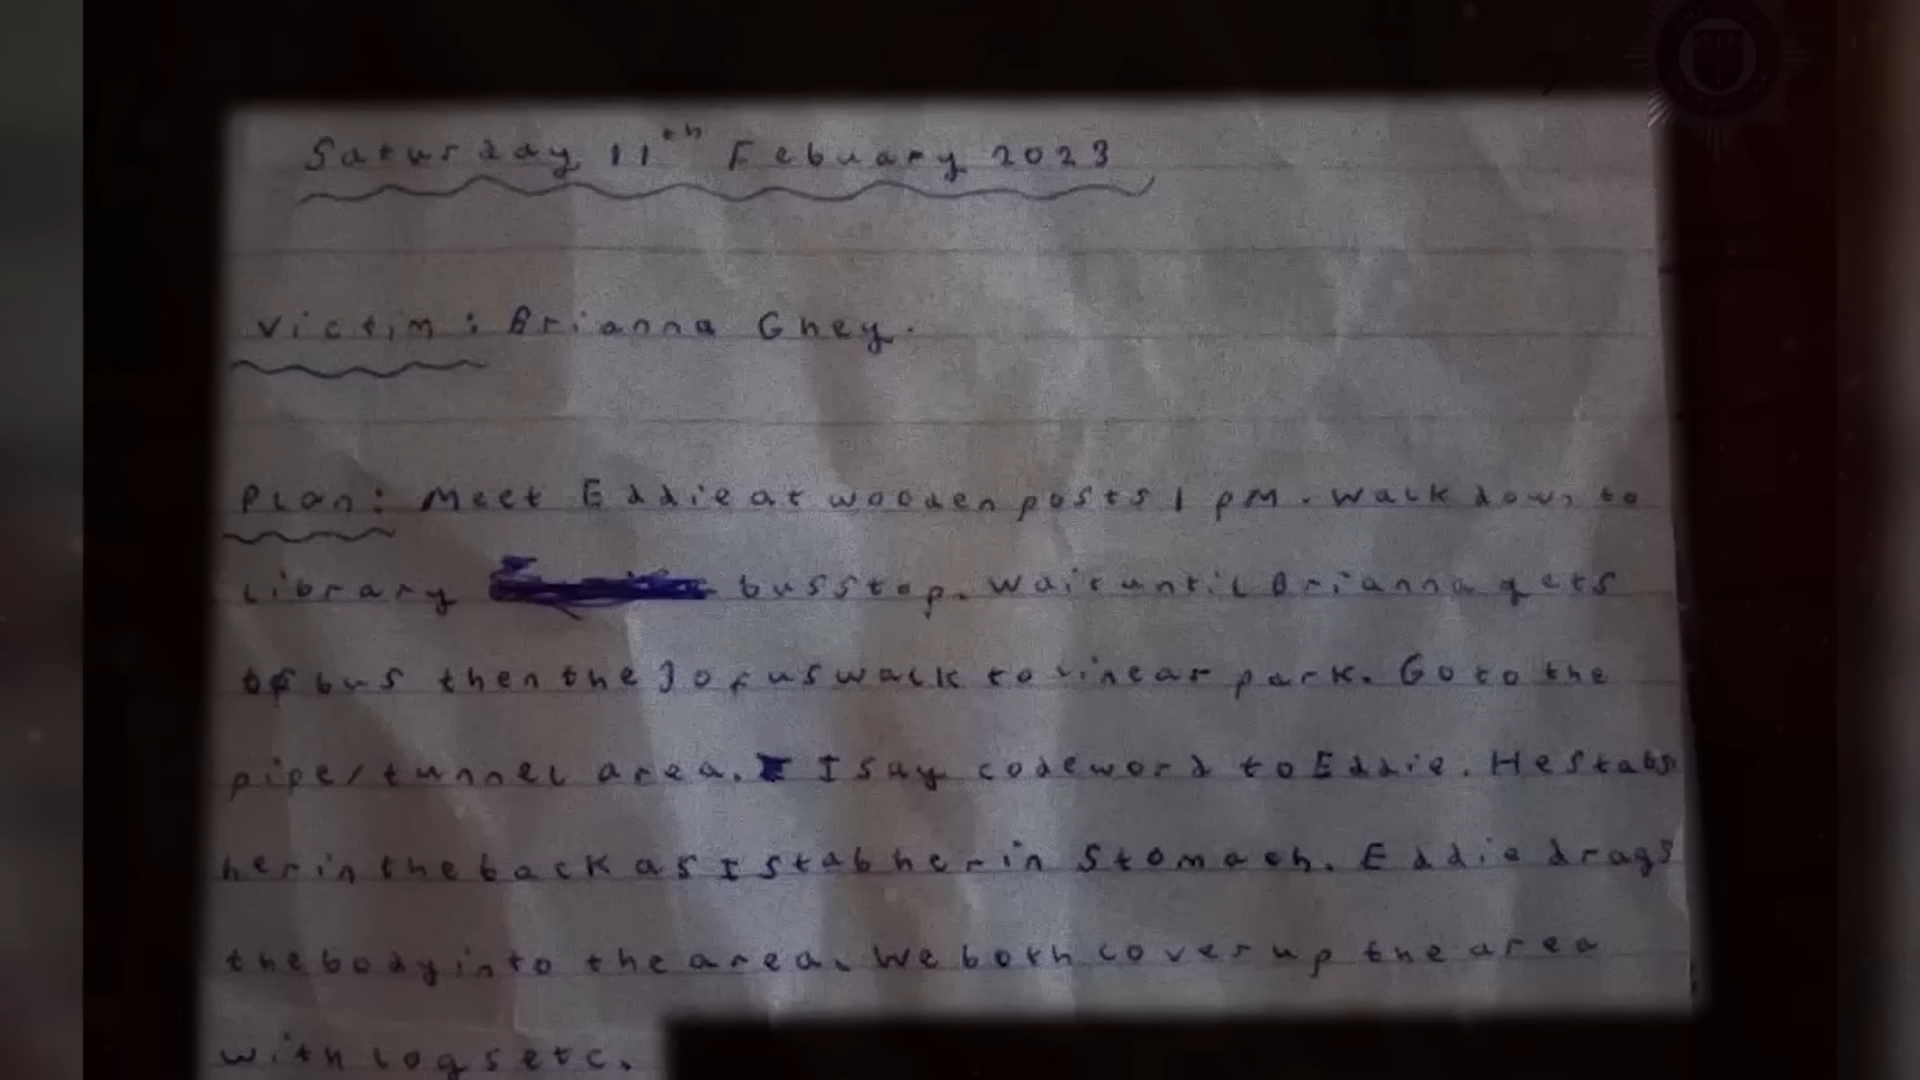 Saturday 11th Febuary 2023
Victim: Brianna Ghey.
Plan: Meet Eddie at wooden posts 1 pm. Walk down to
library bus stop. Wait until Brianna gets
of bus then the 3 of us walk to linear park. Go to the
pipe/tunnel area. I say codeword to Eddie. He stabs
her in the back as I stab her in stomach. Eddie drags
the body into the area. We both cover up the area
with logs etc.